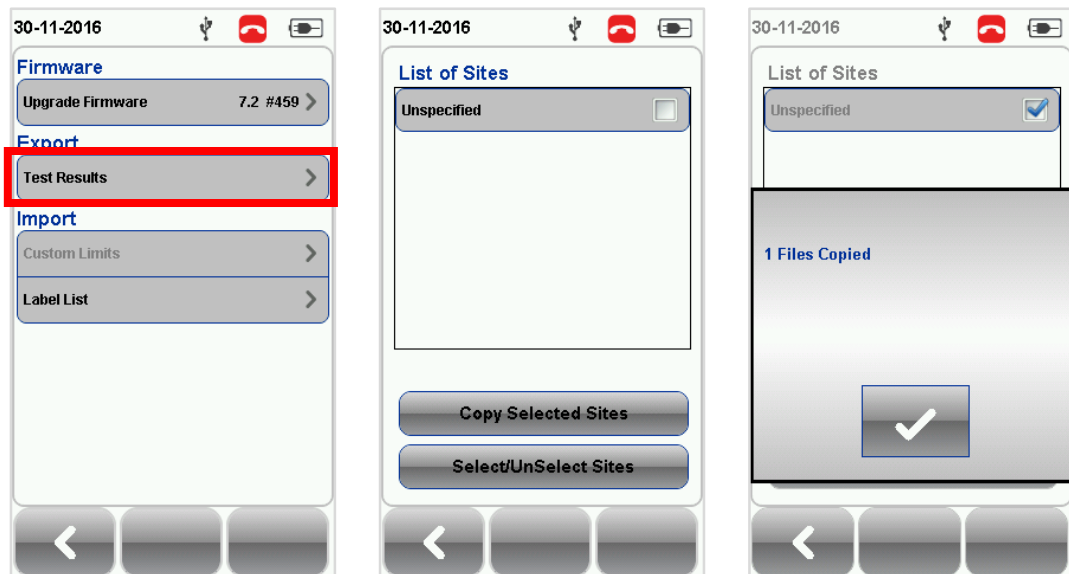 30-11-2016
Firmware
Upgrade Firmware 7.2 #459
Export
Test Results
Import
Custom Limits
Label List
30-11-2016
List of Sites
Unspecified
Copy Selected Sites
Select/UnSelect Sites
30-11-2016
List of Sites
Unspecified
1 Files Copied